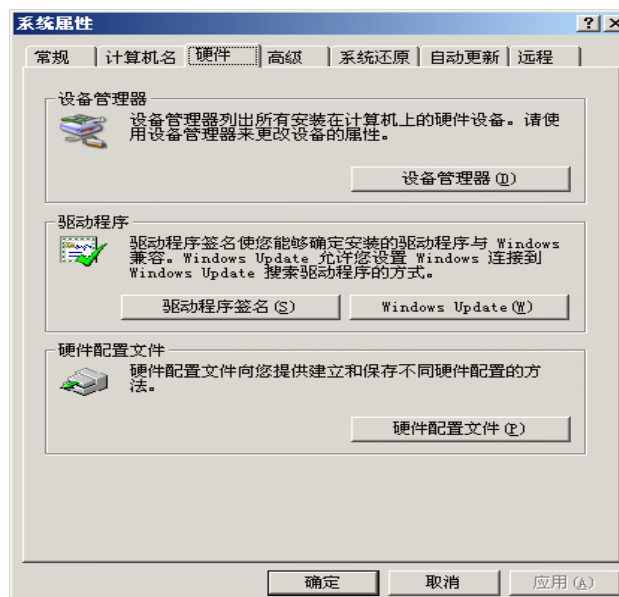 系统属性
常规 计算机名 硬件 高级 系统还原 自动更新 远程
设备管理器
设备管理器列出所有安装在计算机上的硬件设备。请使
用设备管理器来更改设备的属性。
设备管理器(D)
驱动程序
驱动程序签名使您能够确定安装的驱动程序与 Windows
兼容。Windows Update 允许您设置 Windows 连接到
Windows Update 搜索驱动程序的方式。
驱动程序签名(S) Windows Update(W)
硬件配置文件
硬件配置文件向您提供建立和保存不同硬件配置的方
法。
硬件配置文件(P)
确定 取消 应用(A)